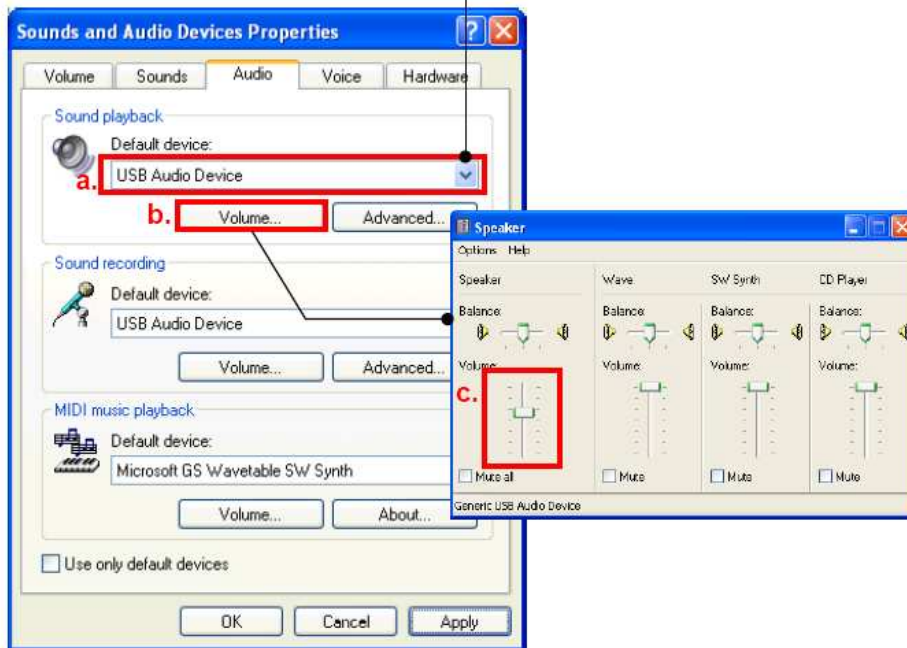 Sounds and Audio Devices Properties
Volume Sounds Audio Voice Hardware
Sound playback
Default device:
a. USB Audio Device
b. Volume... Advanced...
Sound recording
Default device:
USB Audio Device
Volume... Advanced...
MIDI music playback
Default device:
Microsoft GS Wavetable SW Synth
Volume... About...
Use only default devices
OK Cancel Apply
Speaker
Options Help
Speaker Wave SW Synth CD Player
Balance: Balance: Balance: Balance:
Volume: Volume: Volume: Volume:
c.
Mute all Mute Mute Mute
Generic USB Audio Device